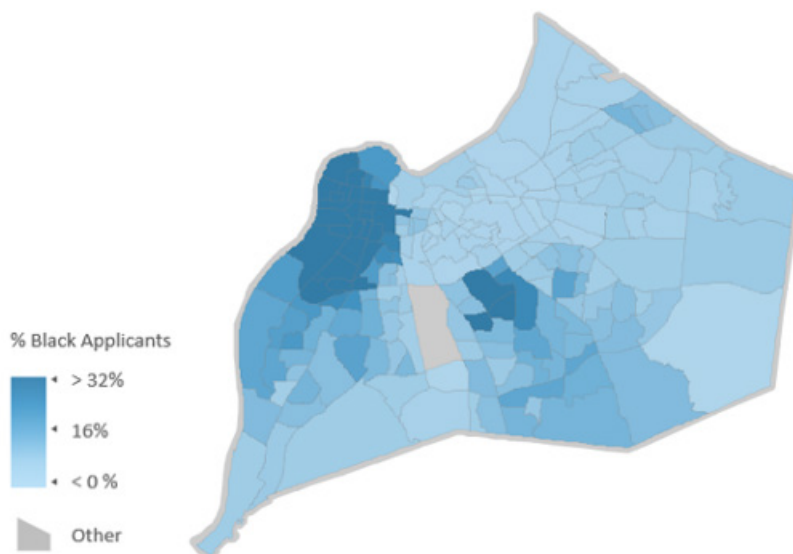 % Black Applicants
> 32%
16%
< 0 %
Other